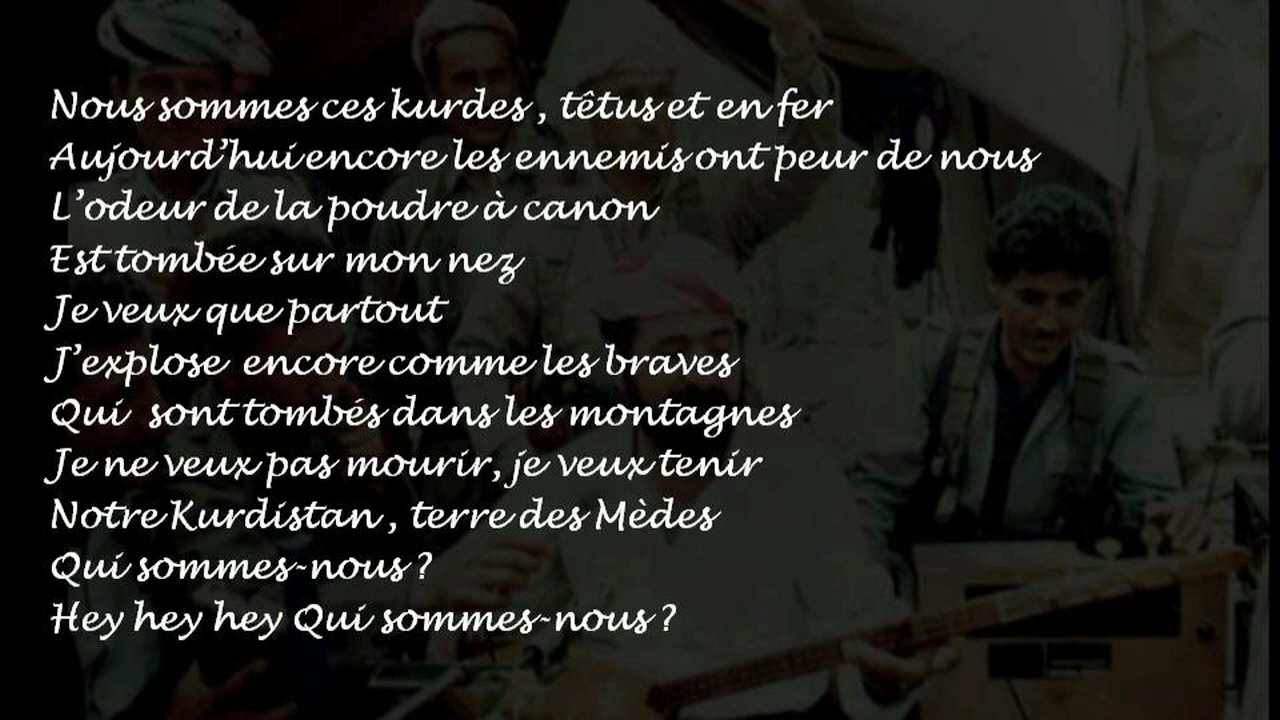 Nous sommes ces kurdes , têtus et en fer
Aujourd’hui encore les ennemis ont peur de nous
L’odeur de la poudre à canon
Est tombée sur mon nez
Je veux que partout
J’explose encore comme les braves
Qui sont tombés dans les montagnes
Je ne veux pas mourir, je veux tenir
Notre Kurdistan , terre des Mèdes
Qui sommes-nous ?
Hey hey hey Qui sommes-nous ?